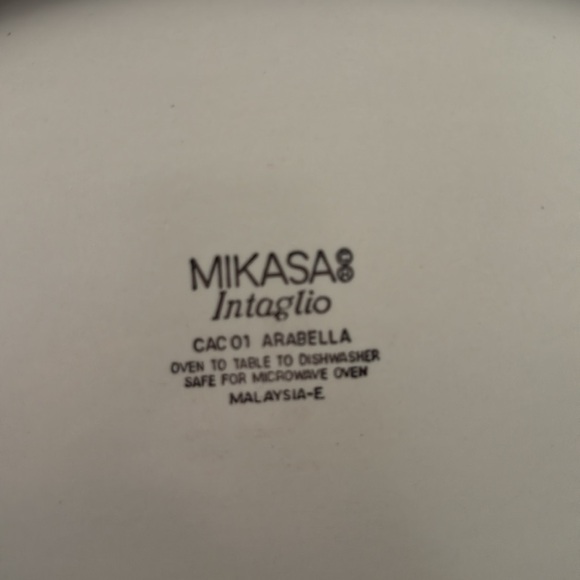 MIKASA
Intaglio
CAC01 ARABELLA
OVEN TO TABLE TO DISHWASHER
SAFE FOR MICROWAVE OVEN
MALAYSIA-E